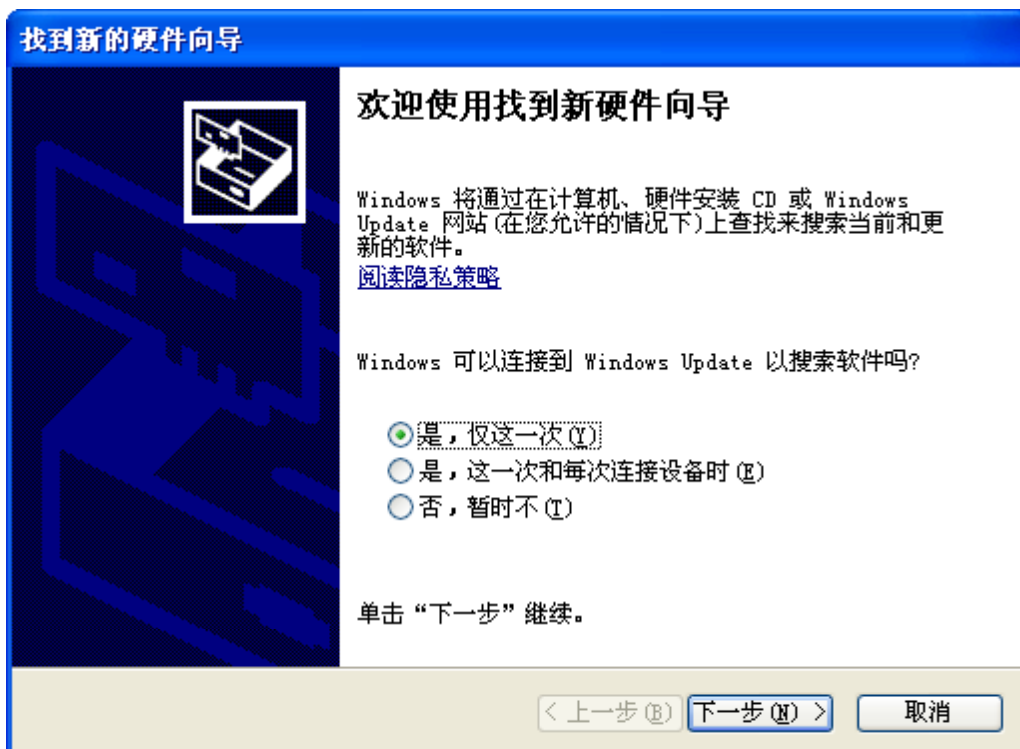 找到新的硬件向导
欢迎使用找到新硬件向导
Windows 将通过在计算机、硬件安装 CD 或 Windows
Update 网站(在您允许的情况下)上查找来搜索当前和更
新的软件。
阅读隐私策略
Windows 可以连接到 Windows Update 以搜索软件吗?
是，仅这一次(Y)
是，这一次和每次连接设备时(E)
否，暂时不(T)
单击“下一步”继续。
< 上一步(B) 下一步(N) > 取消